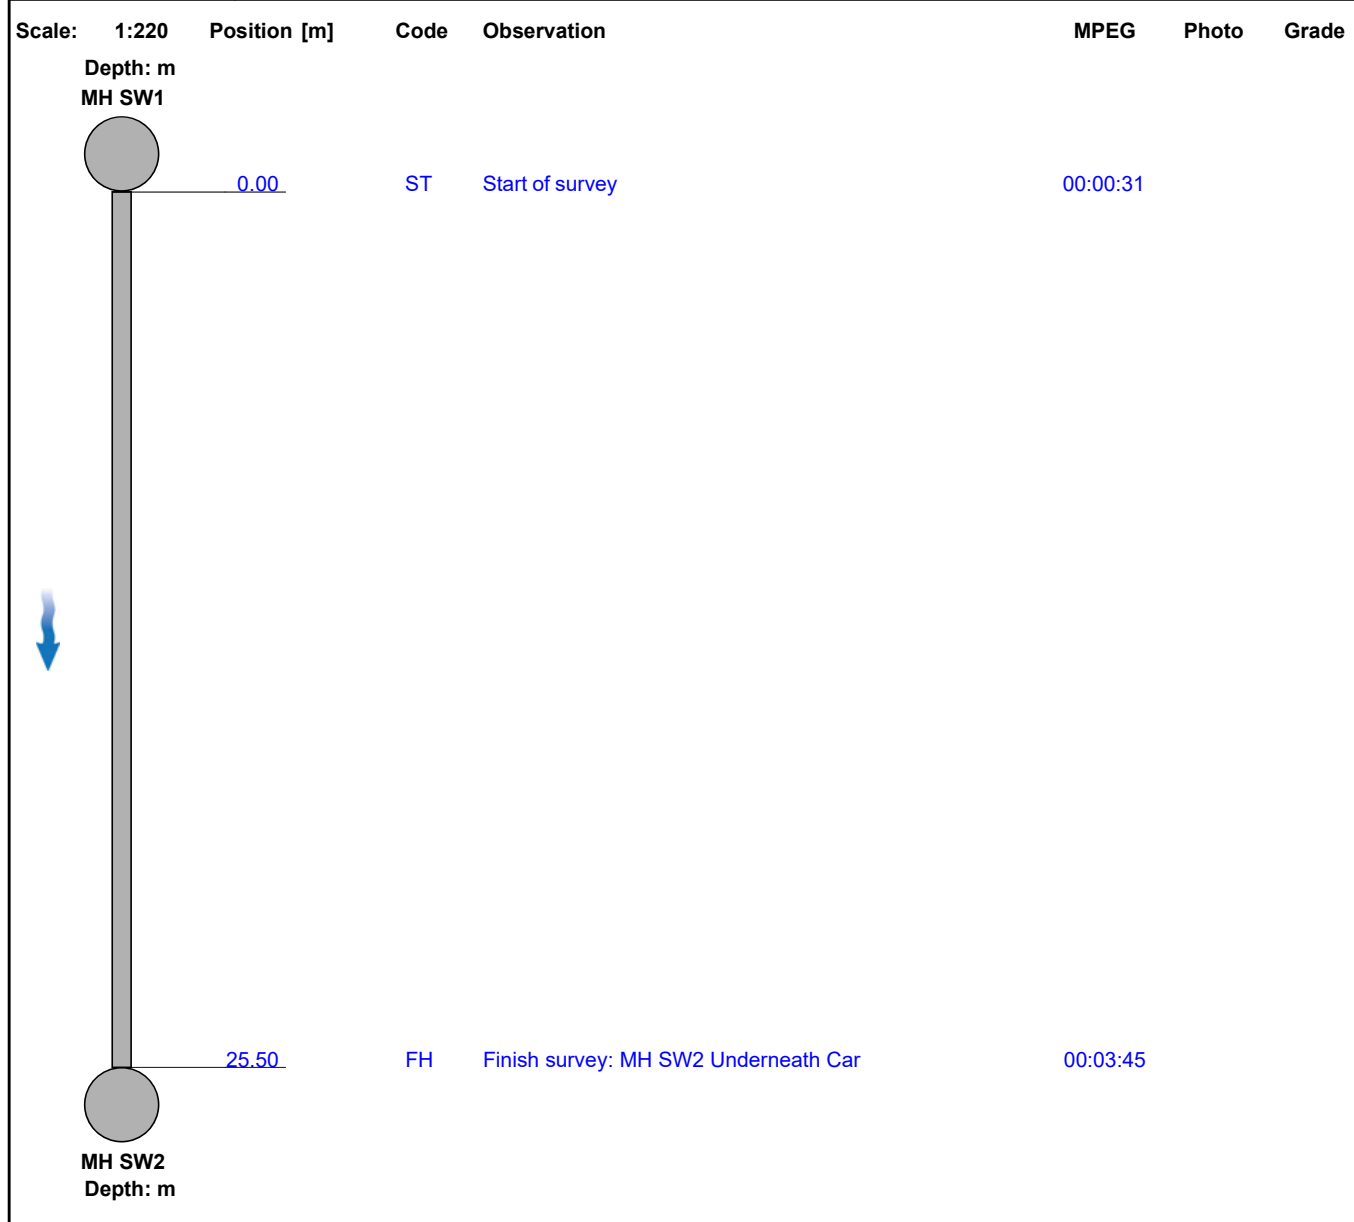 Scale: 1:220 Position [m] Code Observation MPEG Photo Grade
Depth: m
MH SW1
0.00 ST Start of survey 00:00:31
25.50 FH Finish survey: MH SW2 Underneath Car 00:03:45
MH SW2
Depth: m